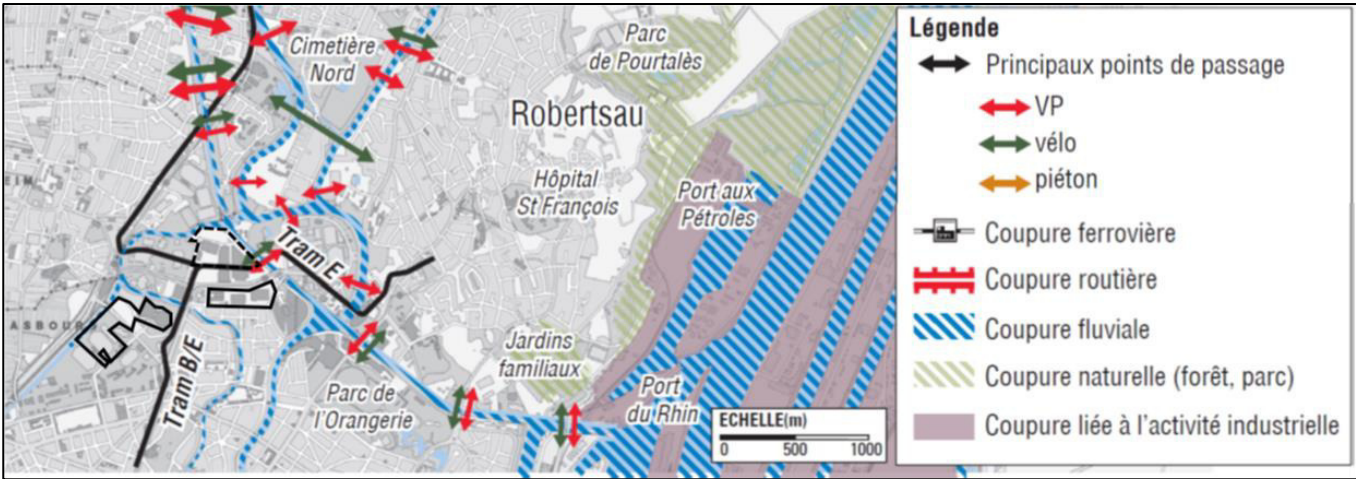 Cimetière
Nord
Parc
de Pourtalès
Robertsau
Hôpital
St François
Port aux
Pétroles
Tram E
Tram B/E
ASBOURG
Jardins
familiaux
Parc de
l'Orangerie
Port
du Rhin
ECHELLE(m)
0 500 1000
Légende
Principaux points de passage
VP
vélo
piéton
Coupure ferrovière
Coupure routière
Coupure fluviale
Coupure naturelle (forêt, parc)
Coupure liée à l'activité industrielle